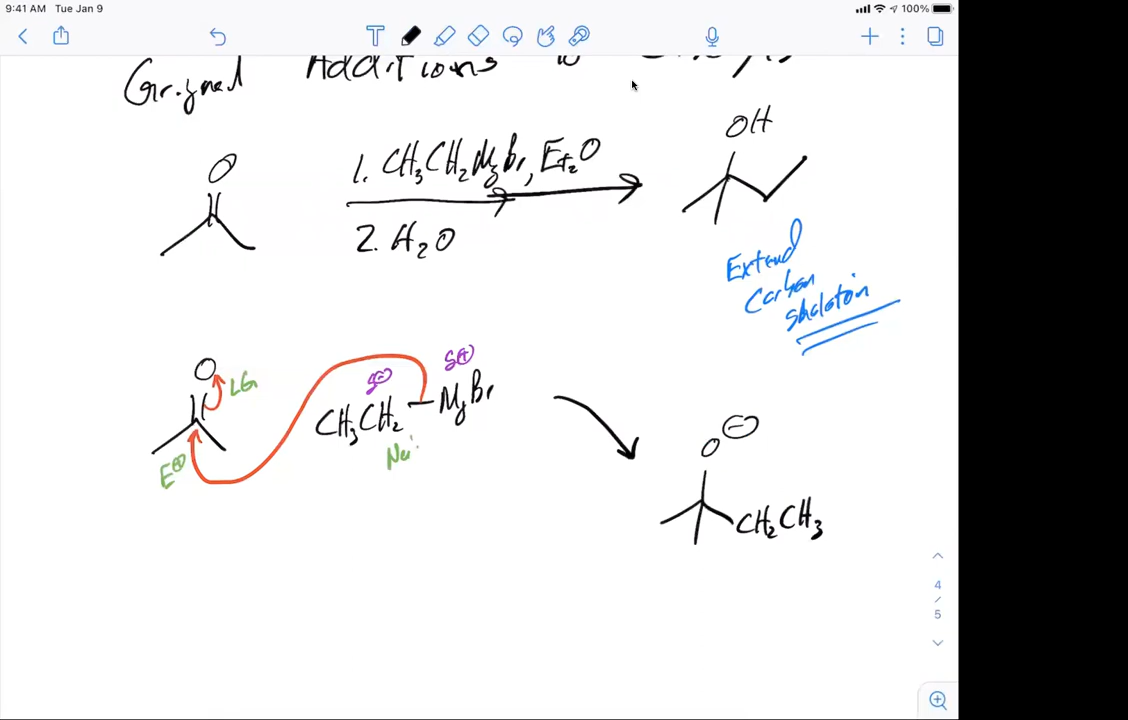 9:41 AM Tue Jan 9
100%
Grignard Additions to
O
1. CH₃CH₂MgBr, Et₂O
2. H₂O
OH
Extend
Carbon
skeleton
O
LG
E⊕
δ⊖
δ⊕
CH₃CH₂—MgBr
Nu:
O⊖
CH₂CH₃
4
/
5